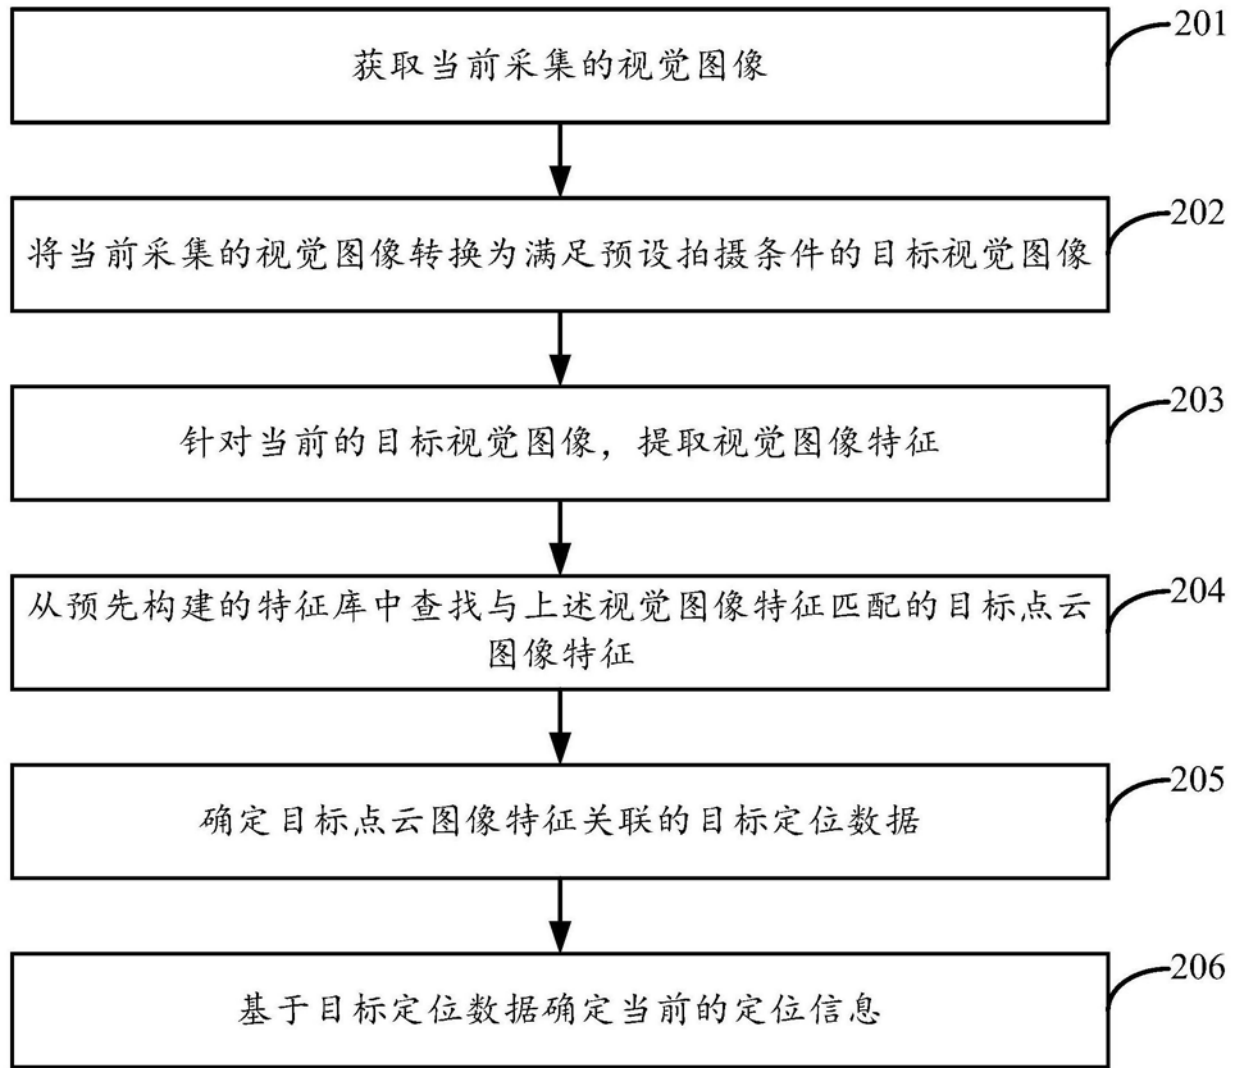 获取当前采集的视觉图像
201
将当前采集的视觉图像转换为满足预设拍摄条件的目标视觉图像
202
针对当前的目标视觉图像，提取视觉图像特征
203
从预先构建的特征库中查找与上述视觉图像特征匹配的目标点云
图像特征
204
确定目标点云图像特征关联的目标定位数据
205
基于目标定位数据确定当前的定位信息
206